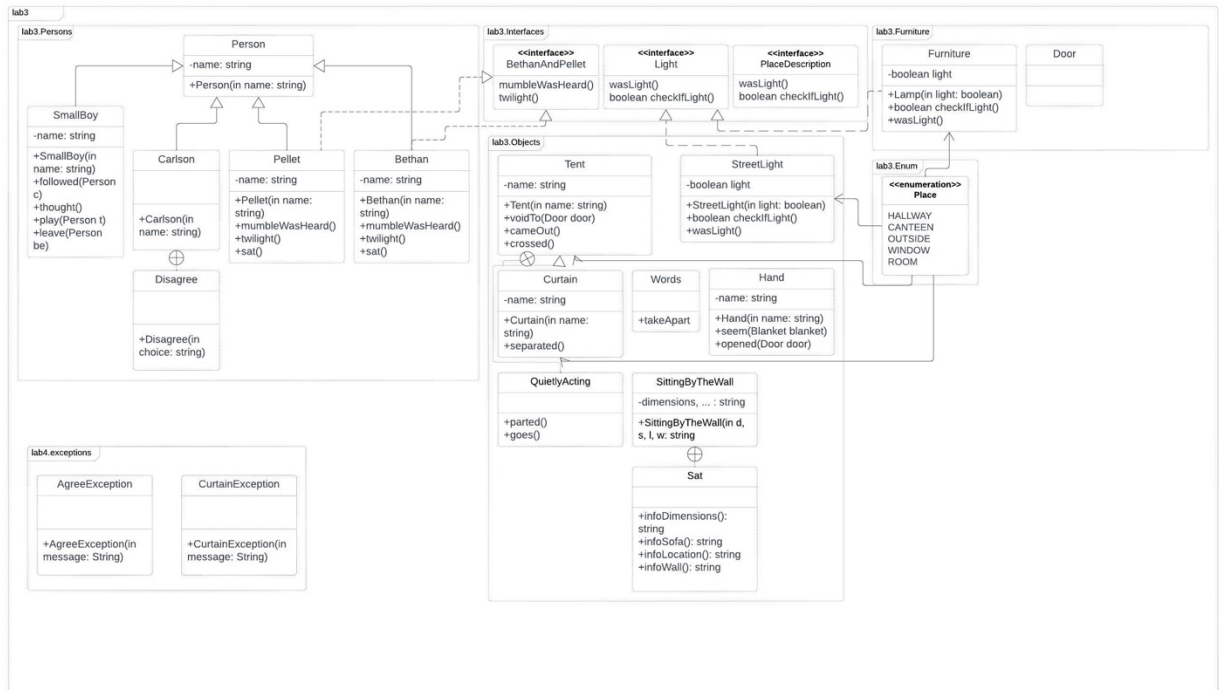 lab3
lab3.Persons
Person
-name: string
+Person(in name: string)
SmallBoy
-name: string
+SmallBoy(in
name: string)
+followed(Person
c)
+thought()
+play(Person t)
+leave(Person
be)
Carlson
+Carlson(in
name: string)
Pellet
-name: string
+Pellet(in name:
string)
+mumbleWasHeard()
+twilight()
+sat()
Bethan
-name: string
+Bethan(in name:
string)
+mumbleWasHeard()
+twilight()
+sat()
Disagree
+Disagree(in
choice: string)
lab3.Interfaces
<<interface>>
BethanAndPellet
mumbleWasHeard()
twilight()
<<interface>>
Light
wasLight()
boolean checkIfLight()
<<interface>>
PlaceDescription
wasLight()
boolean checkIfLight()
lab3.Furniture
Furniture
-boolean light
+Lamp(in light: boolean)
+boolean checkIfLight()
+wasLight()
Door
lab3.Objects
Tent
-name: string
+Tent(in name: string)
+voidTo(Door door)
+cameOut()
+crossed()
StreetLight
-boolean light
+StreetLight(in light: boolean)
+boolean checkIfLight()
+wasLight()
lab3.Enum
<<enumeration>>
Place
HALLWAY
CANTEEN
OUTSIDE
WINDOW
ROOM
Curtain
-name: string
+Curtain(in name:
string)
+separated()
Words
+takeApart
Hand
-name: string
+Hand(in name: string)
+seem(Blanket blanket)
+opened(Door door)
QuietlyActing
+parted()
+goes()
SittingByTheWall
-dimensions, ... : string
+SittingByTheWall(in d,
s, l, w: string
Sat
+infoDimensions():
string
+infoSofa(): string
+infoLocation(): string
+infoWall(): string
lab4.exceptions
AgreeException
+AgreeException(in
message: String)
CurtainException
+CurtainException(in
message: String)